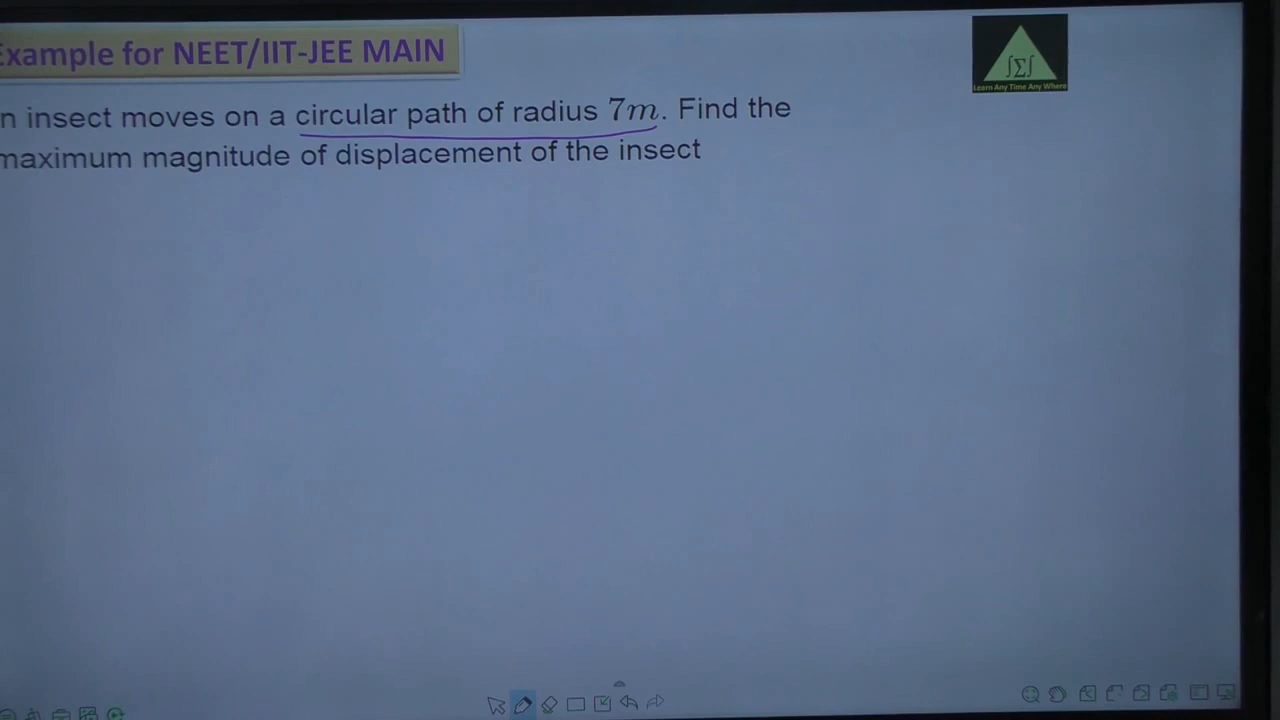 Example for NEET/IIT-JEE MAIN
n insect moves on a circular path of radius 7m. Find the
maximum magnitude of displacement of the insect
∫Σ∫
Learn Any Time Any Where